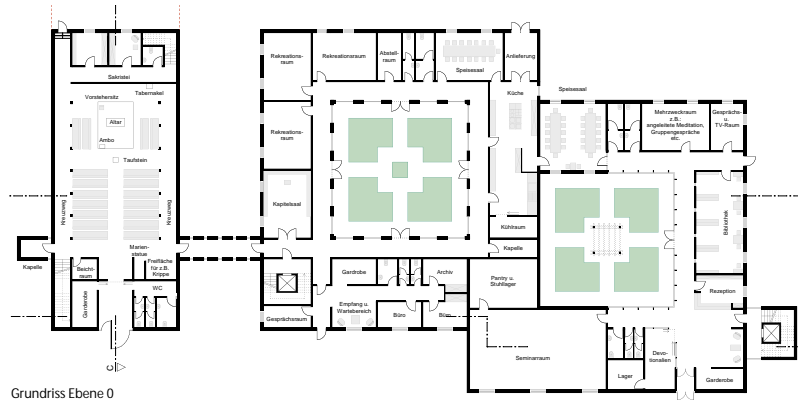 Sakristei
Tabernakel
Vorstehersitz
Altar
Ambo
Taufstein
Kreuzweg
Kreuzweg
Marien-
statue
Kapelle
Beicht-
raum
Freifläche
für z.B.
Krippe
WC
Garderobe
C
Rekreations-
raum
Rekreationsraum
Abstell-
raum
Speisesaal
Anlieferung
Küche
Rekreations-
raum
Kapitelsaal
Kühlraum
Kapelle
Gardrobe
Archiv
Empfang u.
Wartebereich
Büro
Büro
Gesprächsraum
Speisesaal
Mehrzweckraum
z.B.:
angeleitete Meditation,
Gruppengespräche
etc.
Gesprächs-
u.
TV-Raum
Bibliothek
Pantry u.
Stuhllager
Rezeption
Seminarraum
Devo-
tionalien
Lager
Garderobe
Grundriss Ebene 0